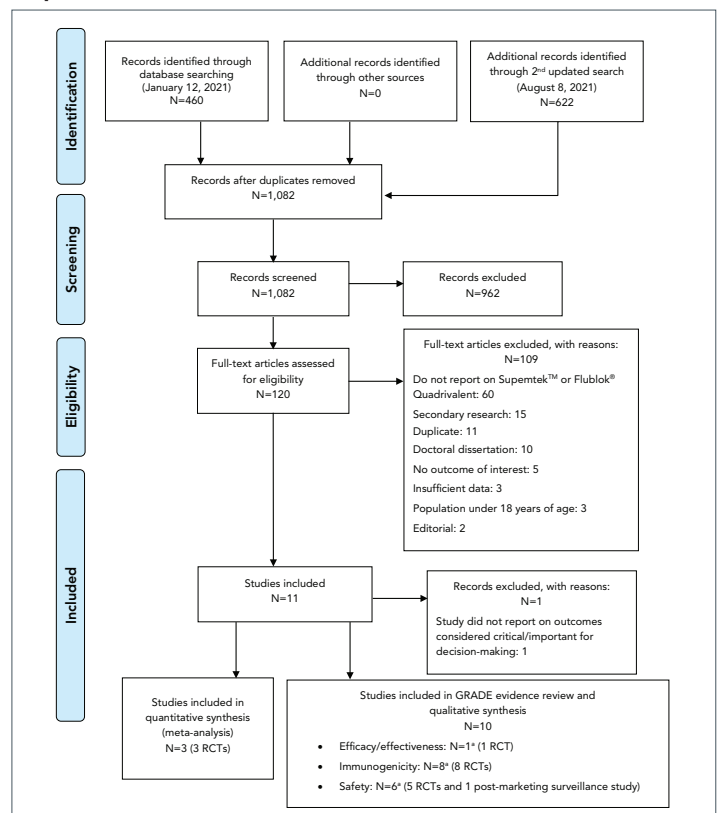 Identification
Records identified through
database searching
(January 12, 2021)
N=460
Additional records identified
through other sources
N=0
Additional records identified
through 2nd updated search
(August 8, 2021)
N=622
Records after duplicates removed
N=1,082
Screening
Records screened
N=1,082
Records excluded
N=962
Eligibility
Full-text articles assessed
for eligibility
N=120
Full-text articles excluded, with reasons:
N=109
Do not report on Supemtek™ or Flublok®
Quadrivalent: 60
Secondary research: 15
Duplicate: 11
Doctoral dissertation: 10
No outcome of interest: 5
Insufficient data: 3
Population under 18 years of age: 3
Editorial: 2
Included
Studies included
N=11
Records excluded, with reasons:
N=1
Study did not report on outcomes
considered critical/important for
decision-making: 1
Studies included in
quantitative synthesis
(meta-analysis)
N=3 (3 RCTs)
Studies included in GRADE evidence review and
qualitative synthesis
N=10
• Efficacy/effectiveness: N=1ª (1 RCT)
• Immunogenicity: N=8ª (8 RCTs)
• Safety: N=6ª (5 RCTs and 1 post-marketing surveillance study)